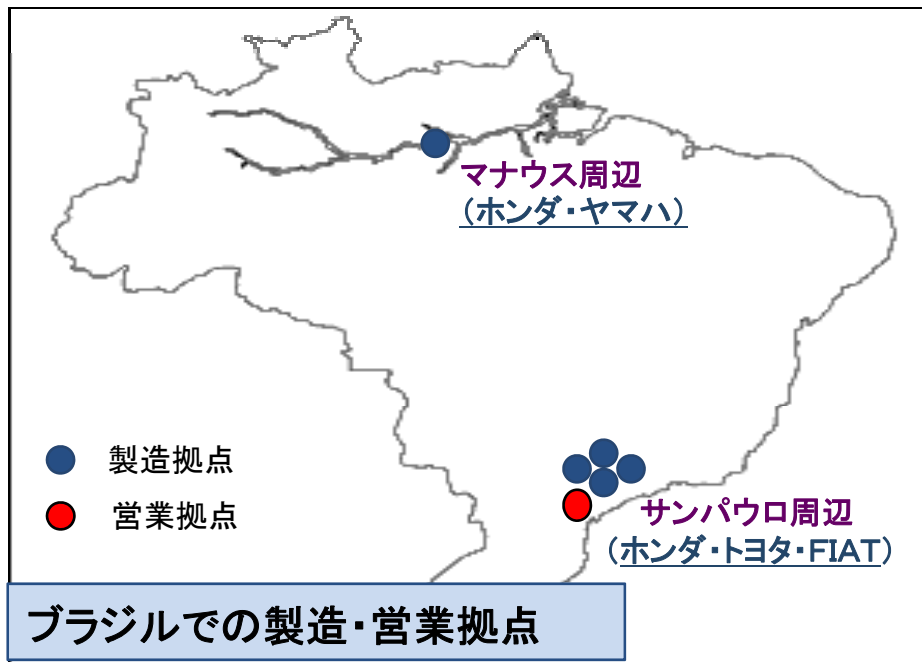 マナウス周辺
（ホンダ・ヤマハ）
製造拠点
営業拠点
サンパウロ周辺
（ホンダ・トヨタ・FIAT）
ブラジルでの製造・営業拠点